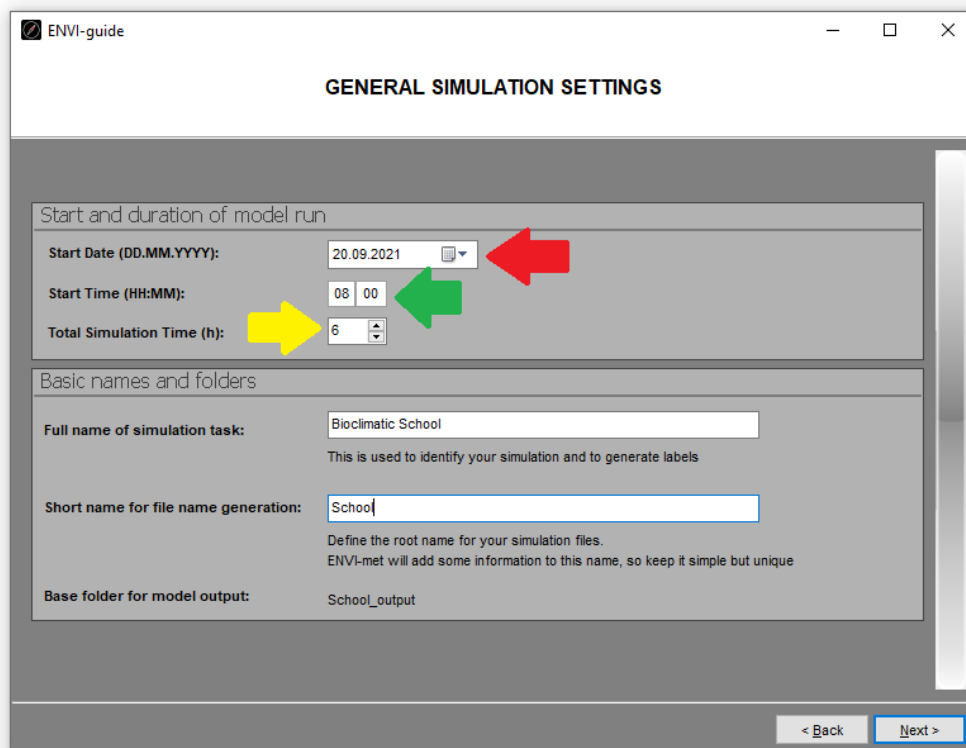 ENVI-guide
GENERAL SIMULATION SETTINGS
Start and duration of model run
Start Date (DD.MM.YYYY):
20.09.2021
Start Time (HH:MM):
08 00
Total Simulation Time (h):
6
Basic names and folders
Full name of simulation task:
Bioclimatic School
This is used to identify your simulation and to generate labels
Short name for file name generation:
School
Define the root name for your simulation files.
ENVI-met will add some information to this name, so keep it simple but unique
Base folder for model output:
School_output
< Back
Next >